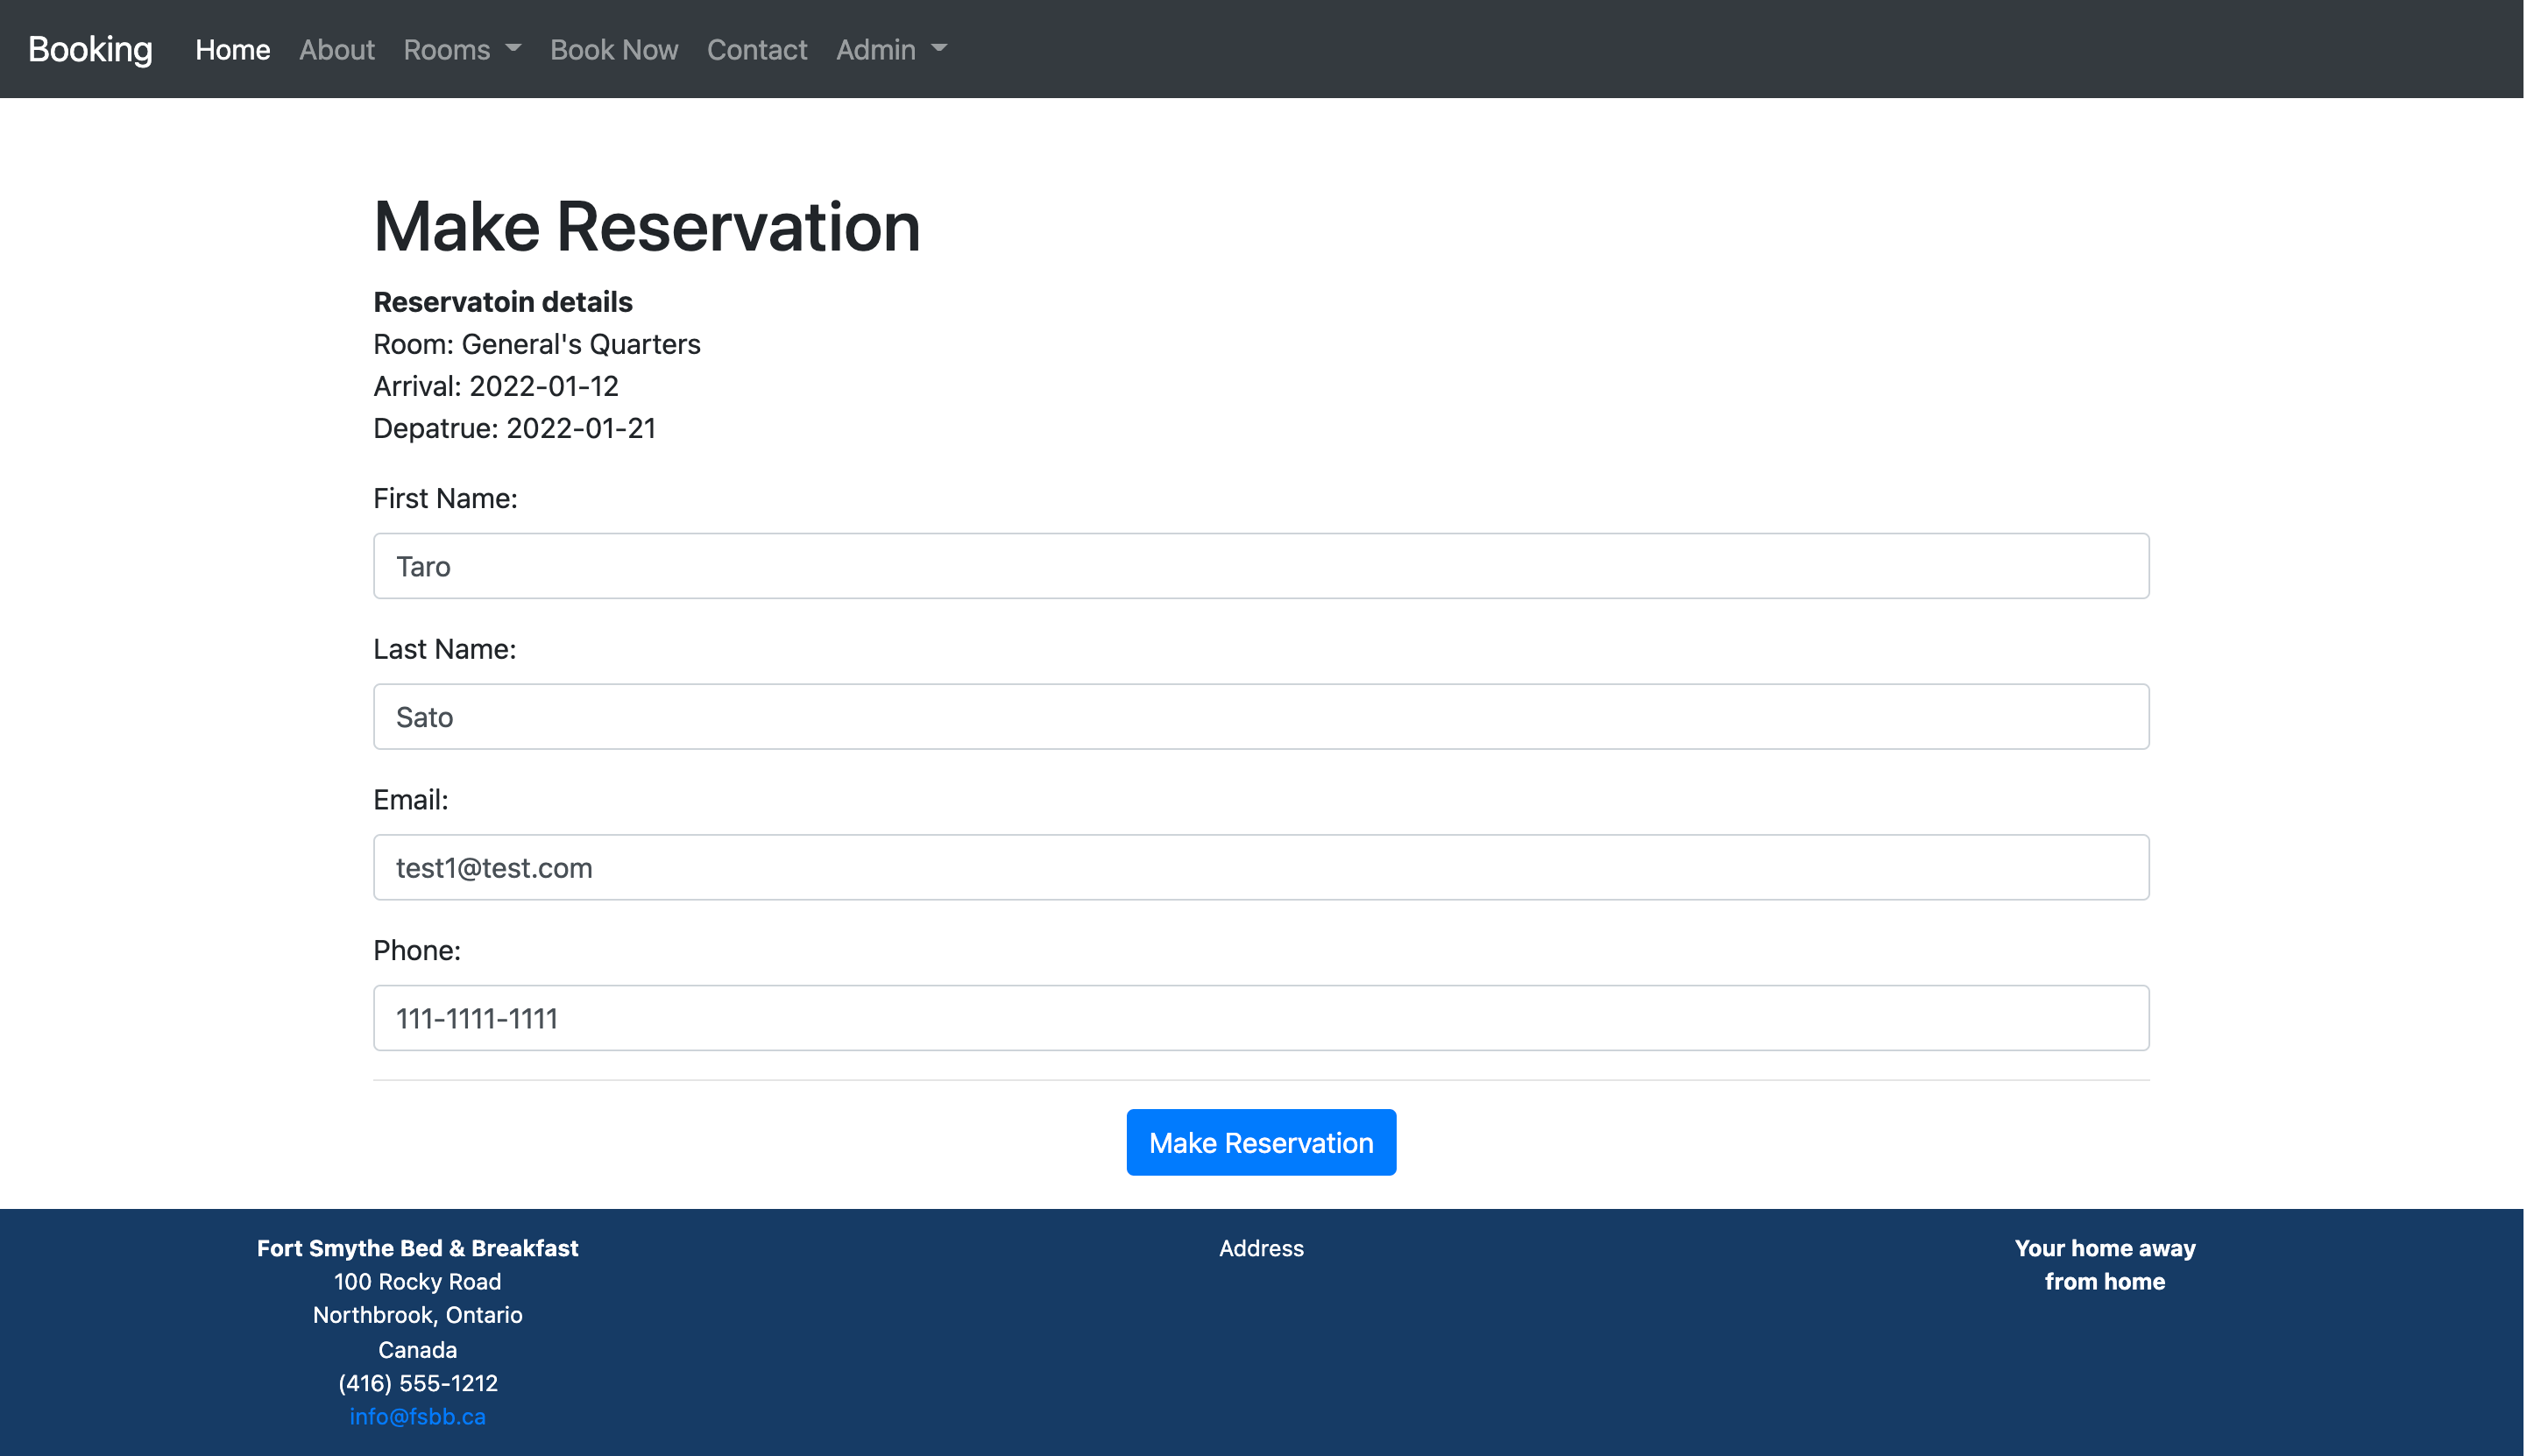 Booking Home About Rooms Book Now Contact Admin
Make Reservation
Reservatoin details
Room: General's Quarters
Arrival: 2022-01-12
Depatrue: 2022-01-21
First Name:
Taro
Last Name:
Sato
Email:
test1@test.com
Phone:
111-1111-1111
Make Reservation
Fort Smythe Bed & Breakfast
100 Rocky Road
Northbrook, Ontario
Canada
(416) 555-1212
info@fsbb.ca
Address
Your home away
from home